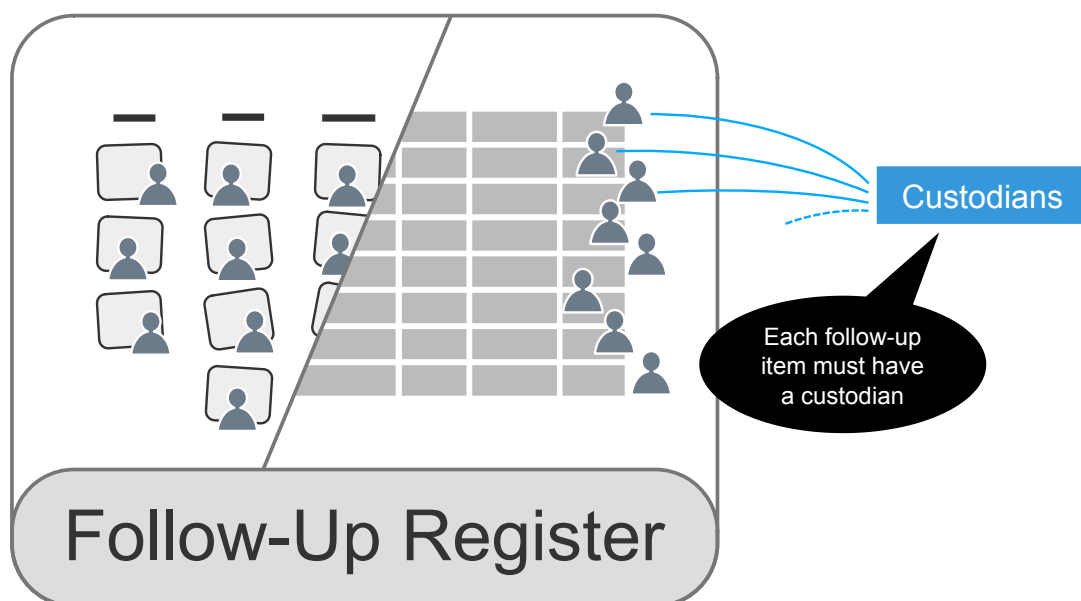 Custodians
Each follow-up
item must have
a custodian
Follow-Up Register